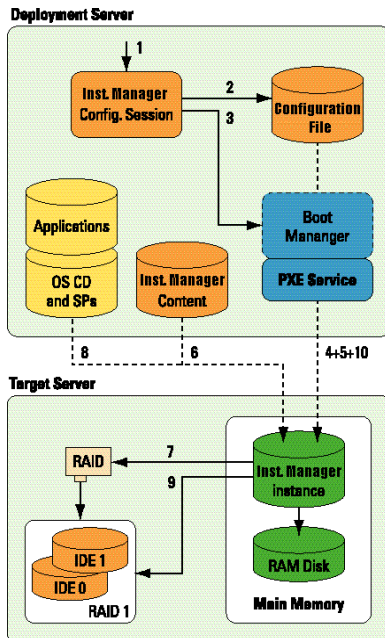 Deployment Server
1
Inst. Manager
Config. Session
2
3
Configuration
File
Applications
OS CD
and SPs
Inst. Manager
Content
Boot
Mananger
PXE Service
8
6
4+5+10
Target Server
RAID
7
9
Inst. Manager
instance
IDE 1
IDE 0
RAID 1
RAM Disk
Main Memory